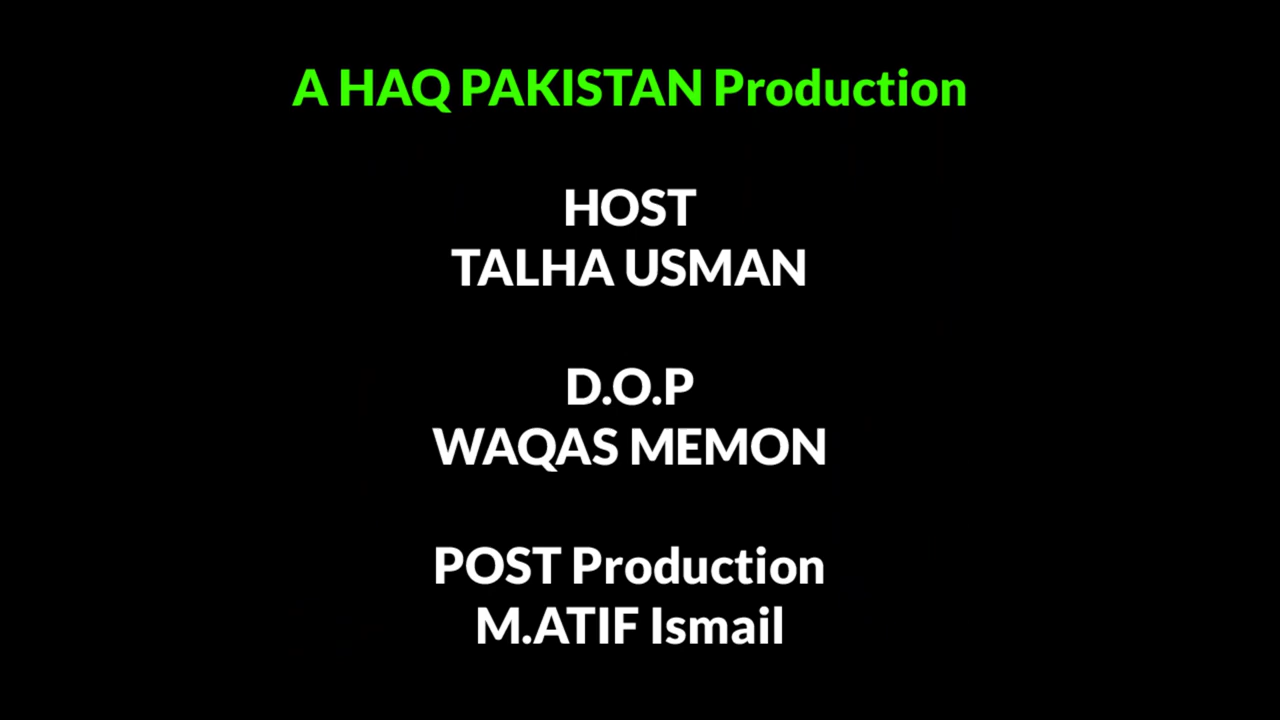 A HAQ PAKISTAN Production
HOST
TALHA USMAN
D.O.P
WAQAS MEMON
POST Production
M.ATIF Ismail